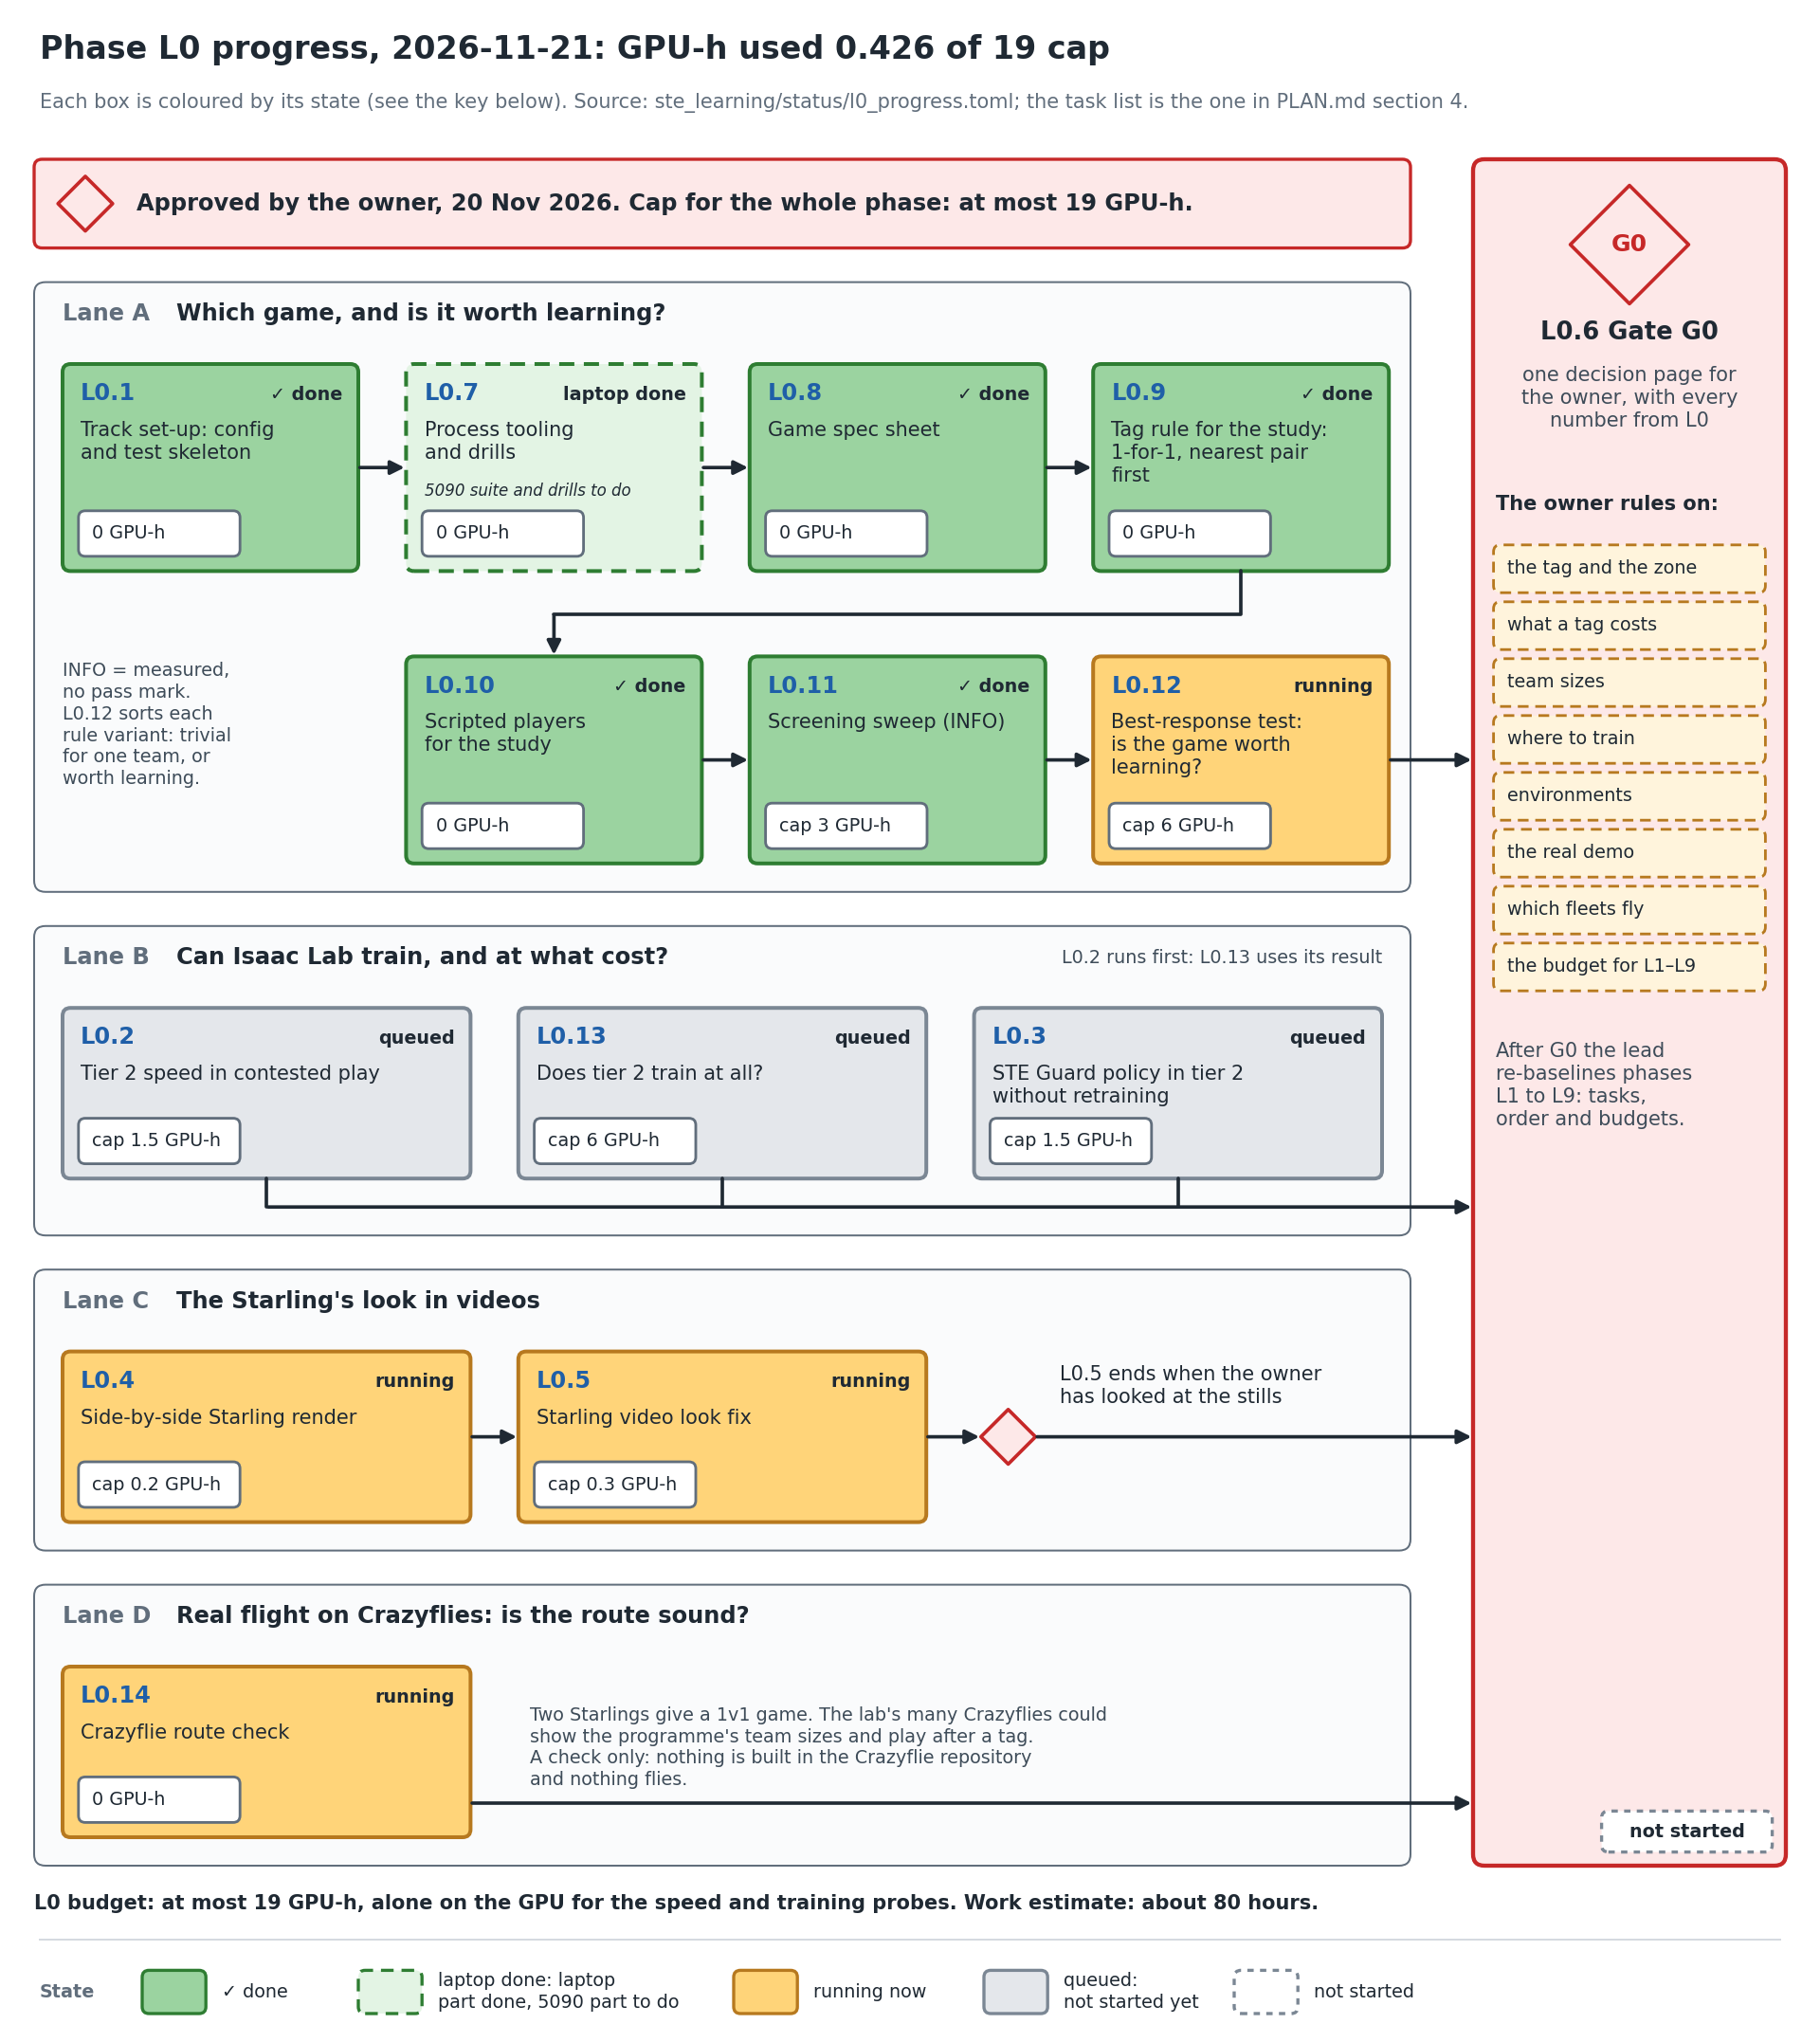 Phase L0 progress, 2026-11-21: GPU-h used 0.426 of 19 cap
Each box is coloured by its state (see the key below). Source: ste_learning/status/l0_progress.toml; the task list is the one in PLAN.md section 4.
Approved by the owner, 20 Nov 2026. Cap for the whole phase: at most 19 GPU-h.
Lane A Which game, and is it worth learning?
L0.1 ✓ done
Track set-up: config
and test skeleton
0 GPU-h
L0.7 laptop done
Process tooling
and drills
5090 suite and drills to do
0 GPU-h
L0.8 ✓ done
Game spec sheet
0 GPU-h
L0.9 ✓ done
Tag rule for the study:
1-for-1, nearest pair
first
0 GPU-h
INFO = measured,
no pass mark.
L0.12 sorts each
rule variant: trivial
for one team, or
worth learning.
L0.10 ✓ done
Scripted players
for the study
0 GPU-h
L0.11 ✓ done
Screening sweep (INFO)
cap 3 GPU-h
L0.12 running
Best-response test:
is the game worth
learning?
cap 6 GPU-h
Lane B Can Isaac Lab train, and at what cost?
L0.2 runs first: L0.13 uses its result
L0.2 queued
Tier 2 speed in contested play
cap 1.5 GPU-h
L0.13 queued
Does tier 2 train at all?
cap 6 GPU-h
L0.3 queued
STE Guard policy in tier 2
without retraining
cap 1.5 GPU-h
Lane C The Starling's look in videos
L0.4 running
Side-by-side Starling render
cap 0.2 GPU-h
L0.5 running
Starling video look fix
cap 0.3 GPU-h
L0.5 ends when the owner
has looked at the stills
Lane D Real flight on Crazyflies: is the route sound?
L0.14 running
Crazyflie route check
0 GPU-h
Two Starlings give a 1v1 game. The lab's many Crazyflies could
show the programme's team sizes and play after a tag.
A check only: nothing is built in the Crazyflie repository
and nothing flies.
G0
L0.6 Gate G0
one decision page for
the owner, with every
number from L0
The owner rules on:
the tag and the zone
what a tag costs
team sizes
where to train
environments
the real demo
which fleets fly
the budget for L1–L9
After G0 the lead
re-baselines phases
L1 to L9: tasks,
order and budgets.
not started
L0 budget: at most 19 GPU-h, alone on the GPU for the speed and training probes. Work estimate: about 80 hours.
State
✓ done
laptop done: laptop
part done, 5090 part to do
running now
queued:
not started yet
not started